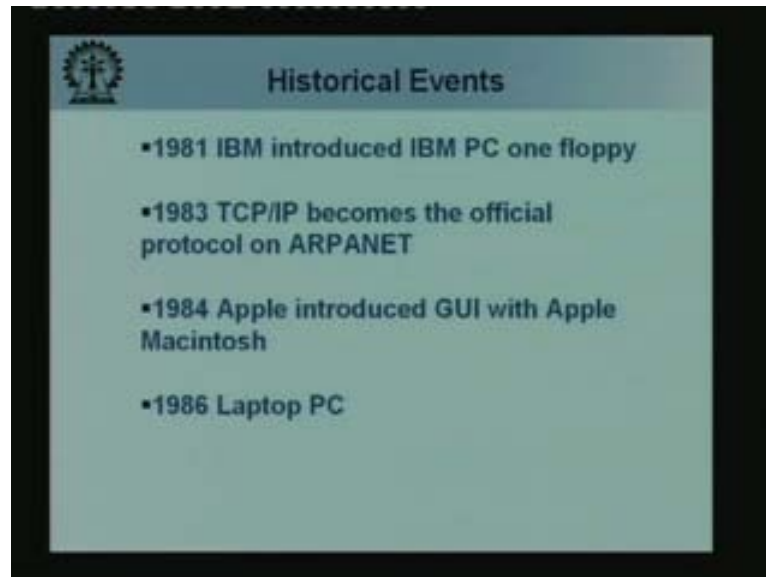 Historical Events
▪1981 IBM introduced IBM PC one floppy
▪1983 TCP/IP becomes the official
protocol on ARPANET
▪1984 Apple introduced GUI with Apple
Macintosh
▪1986 Laptop PC